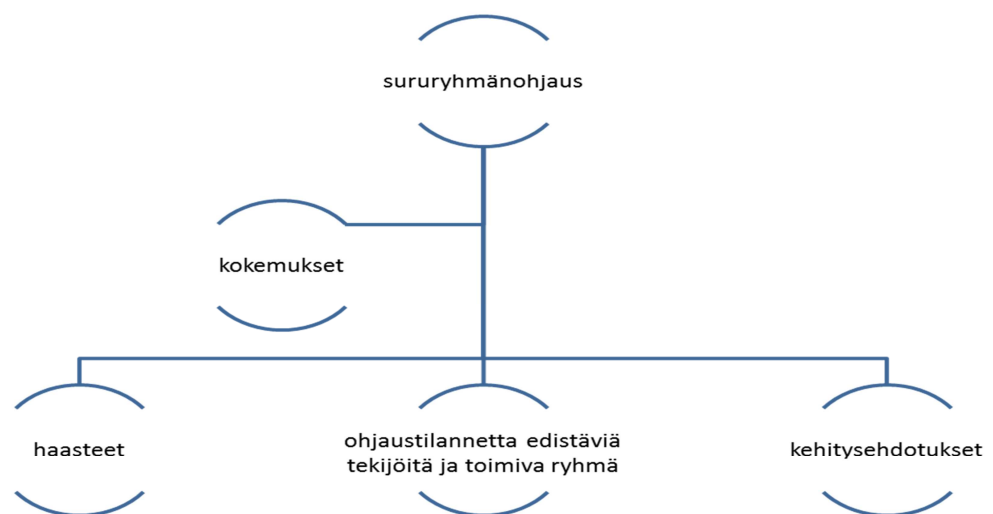 sururyhmänohjaus
kokemukset
haasteet
ohjaustilannetta edistäviä
tekijöitä ja toimiva ryhmä
kehitysehdotukset